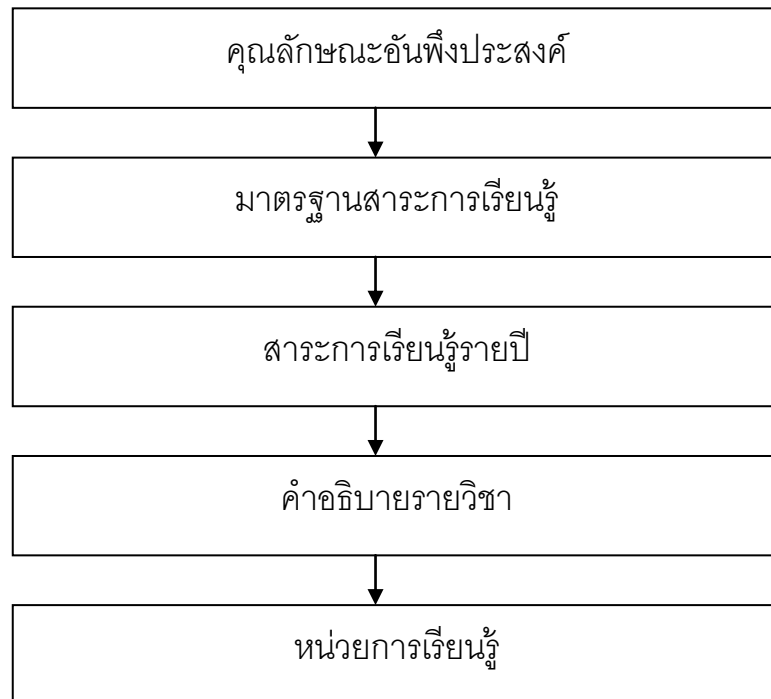 คุณลักษณะอันพึงประสงค์
มาตรฐานสาระการเรียนรู้
สาระการเรียนรู้รายปี
คำอธิบายรายวิชา
หน่วยการเรียนรู้